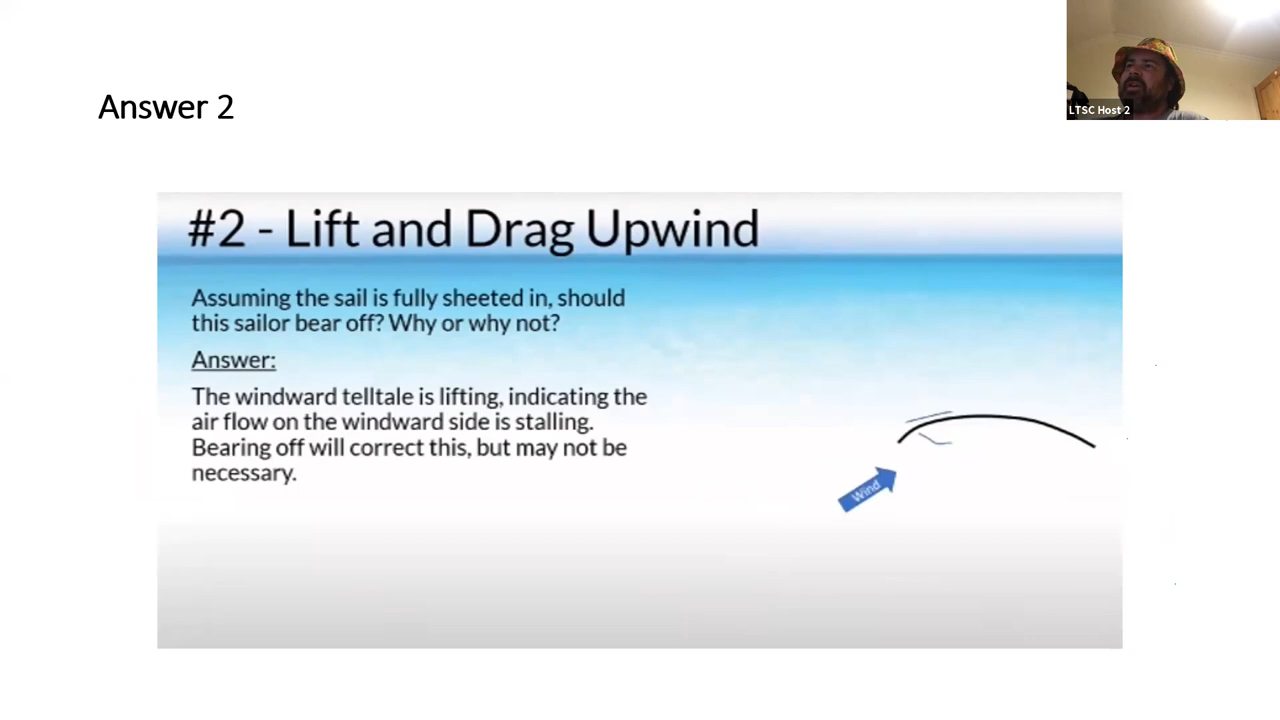 LTSC Host 2
Answer 2
#2 - Lift and Drag Upwind
Assuming the sail is fully sheeted in, should
this sailor bear off? Why or why not?
Answer:
The windward telltale is lifting, indicating the
air flow on the windward side is stalling.
Bearing off will correct this, but may not be
necessary.
Wind